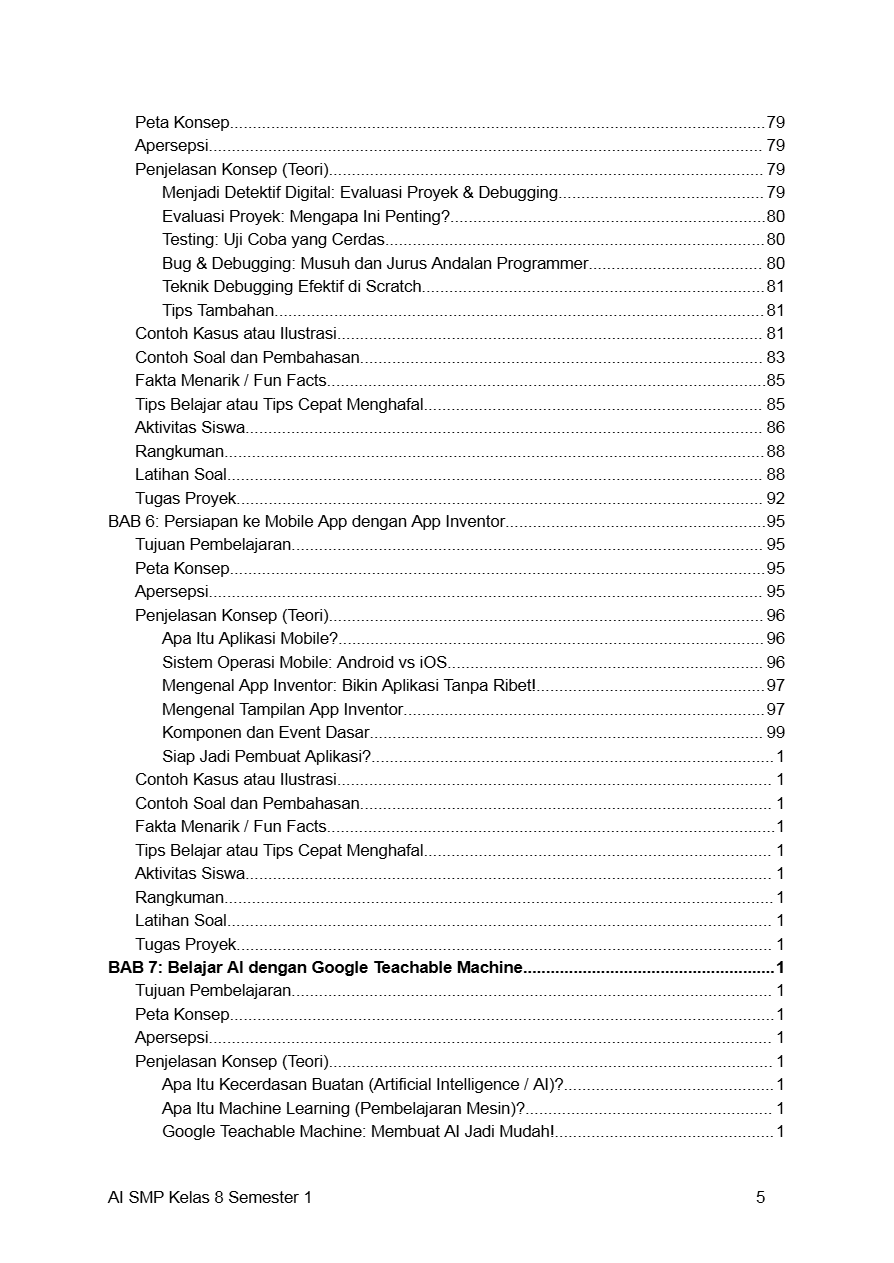 Peta Konsep.....79
Apersepsi..... 79
Penjelasan Konsep (Teori)..... 79
Menjadi Detektif Digital: Evaluasi Proyek & Debugging..... 79
Evaluasi Proyek: Mengapa Ini Penting?.....80
Testing: Uji Coba yang Cerdas.....80
Bug & Debugging: Musuh dan Jurus Andalan Programmer..... 80
Teknik Debugging Efektif di Scratch.....81
Tips Tambahan.....81
Contoh Kasus atau Ilustrasi..... 81
Contoh Soal dan Pembahasan..... 83
Fakta Menarik / Fun Facts.....85
Tips Belajar atau Tips Cepat Menghafal..... 85
Aktivitas Siswa..... 86
Rangkuman.....88
Latihan Soal..... 88
Tugas Proyek..... 92
BAB 6: Persiapan ke Mobile App dengan App Inventor.....95
Tujuan Pembelajaran..... 95
Peta Konsep.....95
Apersepsi..... 95
Penjelasan Konsep (Teori)..... 96
Apa Itu Aplikasi Mobile?.....96
Sistem Operasi Mobile: Android vs iOS..... 96
Mengenal App Inventor: Bikin Aplikasi Tanpa Ribet!.....97
Mengenal Tampilan App Inventor.....97
Komponen dan Event Dasar..... 99
Siap Jadi Pembuat Aplikasi?.....1
Contoh Kasus atau Ilustrasi..... 1
Contoh Soal dan Pembahasan..... 1
Fakta Menarik / Fun Facts.....1
Tips Belajar atau Tips Cepat Menghafal..... 1
Aktivitas Siswa..... 1
Rangkuman.....1
Latihan Soal..... 1
Tugas Proyek..... 1
BAB 7: Belajar AI dengan Google Teachable Machine.....1
Tujuan Pembelajaran..... 1
Peta Konsep.....1
Apersepsi..... 1
Penjelasan Konsep (Teori)..... 1
Apa Itu Kecerdasan Buatan (Artificial Intelligence / AI)?.....1
Apa Itu Machine Learning (Pembelajaran Mesin)?..... 1
Google Teachable Machine: Membuat AI Jadi Mudah!.....1
AI SMP Kelas 8 Semester 1 5